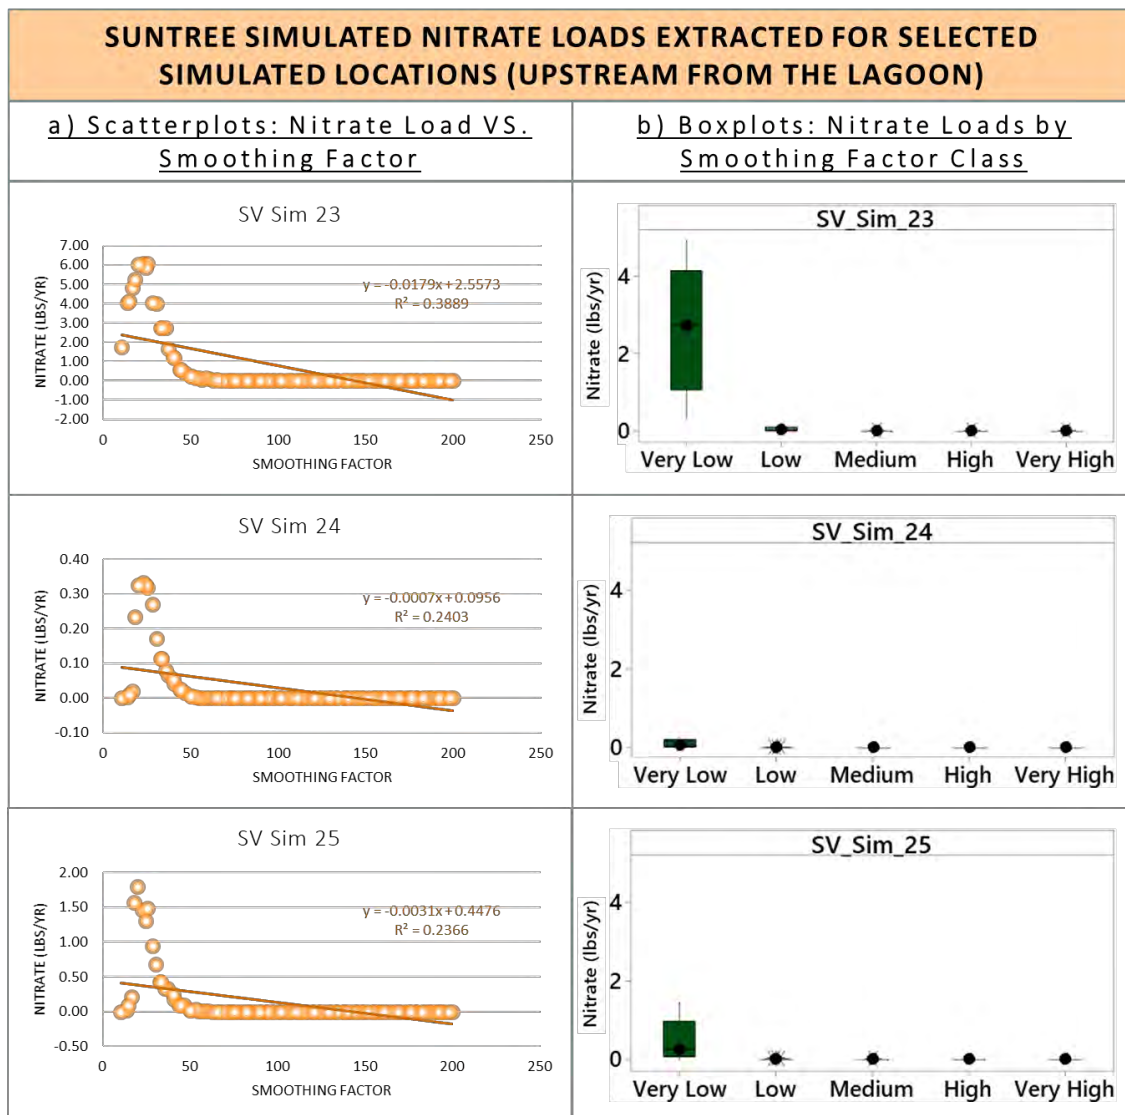 SUNTREE SIMULATED NITRATE LOADS EXTRACTED FOR SELECTED
SIMULATED LOCATIONS (UPSTREAM FROM THE LAGOON)
a) Scatterplots: Nitrate Load VS.
Smoothing Factor
b) Boxplots: Nitrate Loads by
Smoothing Factor Class
SV Sim 23
NITRATE (LBS/YR)
7.00
6.00
5.00
4.00
3.00
2.00
1.00
0.00
-1.00
-2.00
y = -0.0179x + 2.5573
R² = 0.3889
0 50 100 150 200 250
SMOOTHING FACTOR
SV_Sim_23
Nitrate (lbs/yr)
4
2
0
Very Low Low Medium High Very High
SV Sim 24
NITRATE (LBS/YR)
0.40
0.30
0.20
0.10
0.00
-0.10
y = -0.0007x + 0.0956
R² = 0.2403
0 50 100 150 200 250
SMOOTHING FACTOR
SV_Sim_24
Nitrate (lbs/yr)
4
2
0
Very Low Low Medium High Very High
SV Sim 25
NITRATE (LBS/YR)
2.00
1.50
1.00
0.50
0.00
-0.50
y = -0.0031x + 0.4476
R² = 0.2366
0 50 100 150 200 250
SMOOTHING FACTOR
SV_Sim_25
Nitrate (lbs/yr)
4
2
0
Very Low Low Medium High Very High